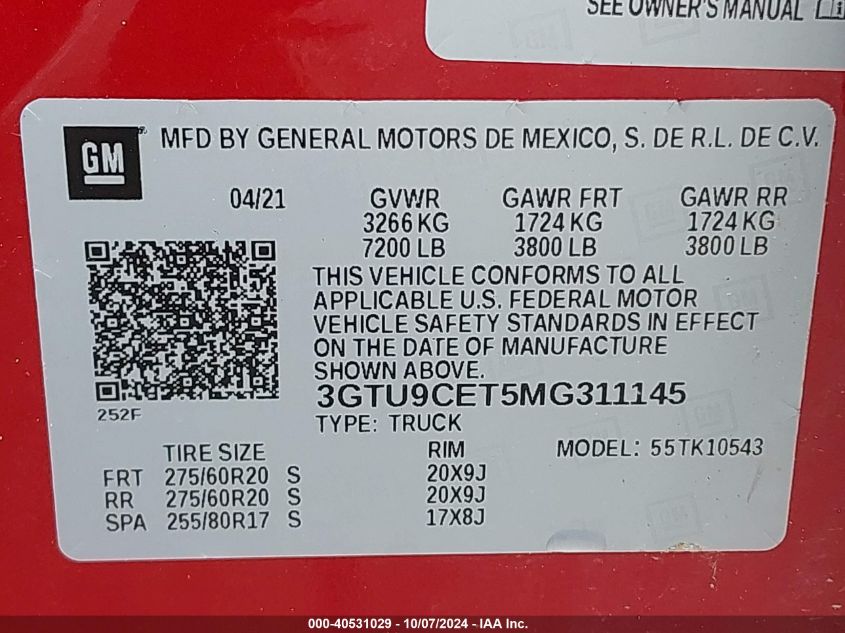 SEE OWNER'S MANUAL
GM
MFD BY GENERAL MOTORS DE MEXICO, S. DE R.L. DE C.V.
04/21 GVWR GAWR FRT GAWR RR
3266 KG 1724 KG 1724 KG
7200 LB 3800 LB 3800 LB
THIS VEHICLE CONFORMS TO ALL
APPLICABLE U.S. FEDERAL MOTOR
VEHICLE SAFETY STANDARDS IN EFFECT
ON THE DATE OF MANUFACTURE
SHOWN ABOVE.
3GTU9CET5MG311145
252F
TYPE: TRUCK
TIRE SIZE RIM MODEL: 55TK10543
FRT 275/60R20 S 20X9J
RR 275/60R20 S 20X9J
SPA 255/80R17 S 17X8J
000-40531029 - 10/07/2024 - IAA Inc.